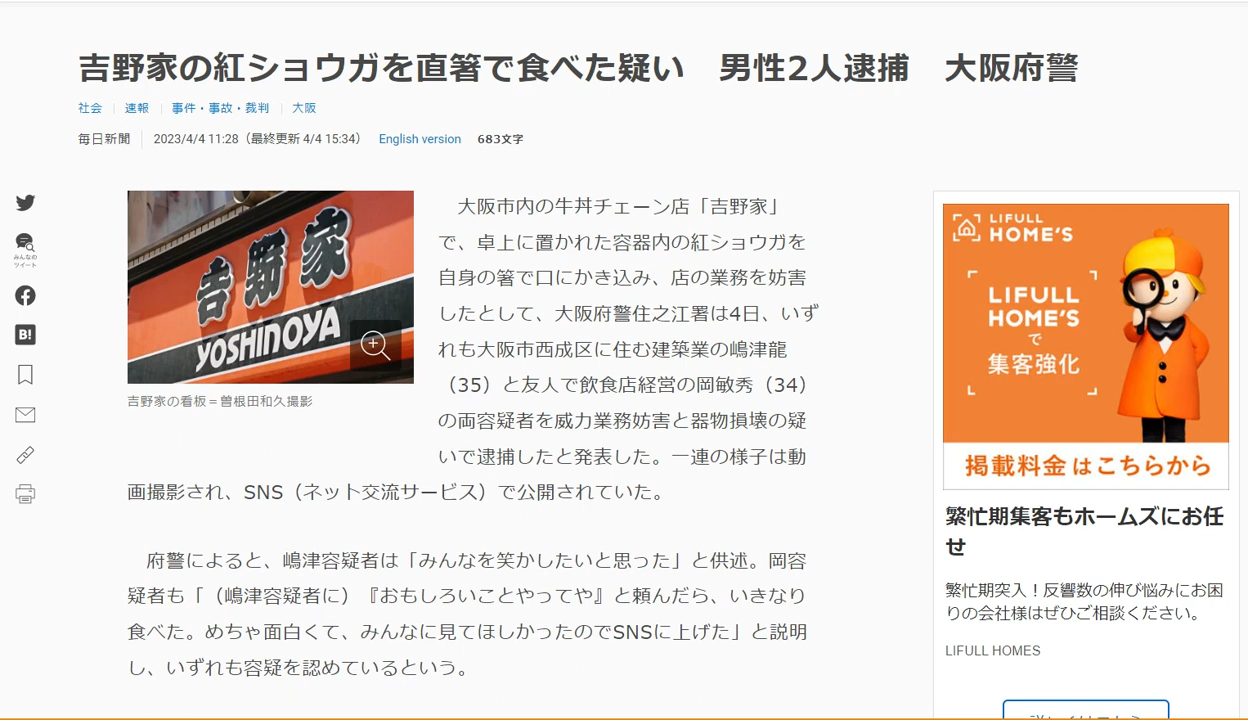 吉野家の紅ショウガを直箸で食べた疑い　男性2人逮捕　大阪府警
社会 速報 事件・事故・裁判 大阪
毎日新聞 2023/4/4 11:28（最終更新 4/4 15:34） English version 683文字
みんなの
ツイート
B!
吉野家
YOSHINOYA
吉野家の看板＝曽根田和久撮影
　大阪市内の牛丼チェーン店「吉野家」
で、卓上に置かれた容器内の紅ショウガを
自身の箸で口にかき込み、店の業務を妨害
したとして、大阪府警住之江署は4日、いず
れも大阪市西成区に住む建築業の嶋津龍
（35）と友人で飲食店経営の岡敏秀（34）
の両容疑者を威力業務妨害と器物損壊の疑
いで逮捕したと発表した。一連の様子は動
画撮影され、SNS（ネット交流サービス）で公開されていた。
　府警によると、嶋津容疑者は「みんなを笑かしたいと思った」と供述。岡容
疑者も「（嶋津容疑者に）『おもしろいことやってや』と頼んだら、いきなり
食べた。めちゃ面白くて、みんなに見てほしかったのでSNSに上げた」と説明
し、いずれも容疑を認めているという。
LIFULL
HOME'S
LIFULL
HOME'S
で
集客強化
掲載料金はこちらから
繁忙期集客もホームズにお任
せ
繁忙期突入！反響数の伸び悩みにお困
りの会社様はぜひご相談ください。
LIFULL HOMES